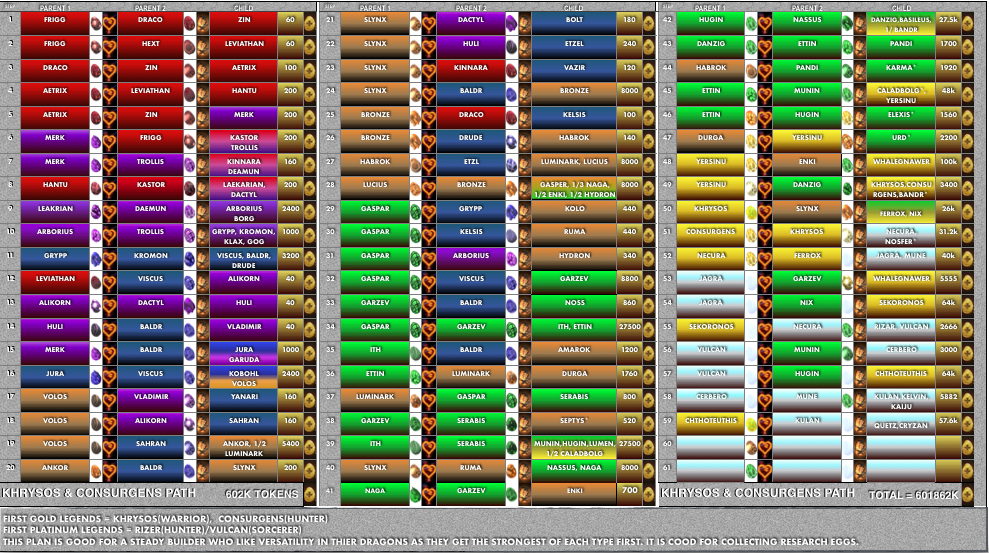 STEP PARENT 1 PARENT 2 CHILD
1 FRIGG DRACO ZIN 60
2 FRIGG HEXT LEVIATHAN 60
3 DRACO ZIN AETRIX 100
4 AETRIX LEVIATHAN HANTU 200
5 AETRIX ZIN MERK 200
6 MERK FRIGG KASTOR TROLLIS 200
7 MERK TROLLIS KINNARA DEAMUN 160
8 HANTU KASTOR LAEKARIAN, DACTYL 200
9 LEAKRIAN DAEMUN ARBORIUS BORG 2400
10 ARBORIUS TROLLIS GRYPP, KROMON, KLAX, GOG 1000
11 GRYPP KROMON VISCUS, BALDR, DRUDE 3200
12 LEVIATHAN VISCUS ALIKORN 40
13 ALIKORN DACTYL HULI 40
14 HULI BALDR VLADIMIR 40
15 MERK BALDR JURA GARUDA 1000
16 JURA VISCUS KOBOHL VOLOS 2400
17 VOLOS VLADIMIR YANARI 160
18 VOLOS ALIKORN SAHRAN 160
19 VOLOS SAHRAN ANKOR, 1/2 LUMINARK 5400
20 ANKOR BALDR SLYNX 200
KHRYSOS & CONSURGENS PATH 602K TOKENS
PARENT 1 PARENT 2 CHILD
21 SLYNX DACTYL BOLT 180
22 SLYNX HULI ETZEL 240
23 SLYNX KINNARA VAZIR 120
24 SLYNX BALDR BRONZE 8000
25 BRONZE DRACO KELSIS 100
26 BRONZE DRUDE HABROK 140
27 HABROK ETZL LUMINARK, LUCIUS 8000
28 LUCIUS BRONZE GASPER, 1/3 NAGA, 1/2 ENKI, 1/2 HYDRON 8000
29 GASPAR GRYPP KOLO 440
30 GASPAR KELSIS RUMA 440
31 GASPAR ARBORIUS HYDRON 340
32 GASPAR VISCUS GARZEV 8800
33 GARZEV BALDR NOSS 860
34 GASPAR GARZEV ITH, ETTIN 27500
35 ITH BALDR AMAROK 1200
36 ETTIN LUMINARK DURGA 1760
37 LUMINARK GASPAR SERABIS 800
38 GARZEV SERABIS SEPTYS* 520
39 ITH SERABIS MUNIN,HUGIN,LUMEN, 1/2 CALADBOLG 27500
40 SLYNX RUMA NASSUS, NAGA 8000
41 NAGA GARZEV ENKI 700
STEP PARENT 1 PARENT 2 CHILD
42 HUGIN NASSUS DANZIG,BASILEUS, 1/ BANDR 27.5k
43 DANZIG ETTIN PANDI 1700
44 HABROK PANDI KARMA* 1920
45 ETTIN MUNIN CALADBOLG*, YERSINU 48k
46 ETTIN HUGIN ELEXIS* 1560
47 DURGA YERSINU URD* 2200
48 YERSINU ENKI WHALEGNAWER 100k
49 YERSINU DANZIG KHRYSOS,CONSU RGENS,BANDR* 3400
50 KHRYSOS SLYNX FERROX, NIX 26k
51 CONSURGENS KHRYSOS NECURA, NOSFER* 31.2k
52 NECURA FERROX JAGRA, MUNE 40k
53 JAGRA GARZEV WHALEGNAWER 5555
54 JAGRA NIX SEKORONOS 64k
55 SEKORONOS NECURA RIZAR, VULCAN 2666
56 VULCAN MUNIN CERBERO 3000
57 VULCAN HUGIN CHTHOTEUTHIS 64k
58 CERBERO MUNE KULAN,KELVIN, KAIJU 5882
59 CHTHOTEUTHIS KULAN QUETZ,CRYZAN 57.6k
60
61
KHRYSOS & CONSURGENS PATH TOTAL = 601862K
FIRST GOLD LEGENDS = KHRYSOS(WARRIOR), CONSURGENS(HUNTER)
FIRST PLATINUM LEGENDS = RIZER(HUNTER)/VULCAN(SORCERER)
THIS PLAN IS GOOD FOR A STEADY BUILDER WHO LIKE VERSATILITY IN THIER DRAGONS AS THEY GET THE STRONGEST OF EACH TYPE FIRST. IT IS COOD FOR COLLECTING RESEARCH EGGS.